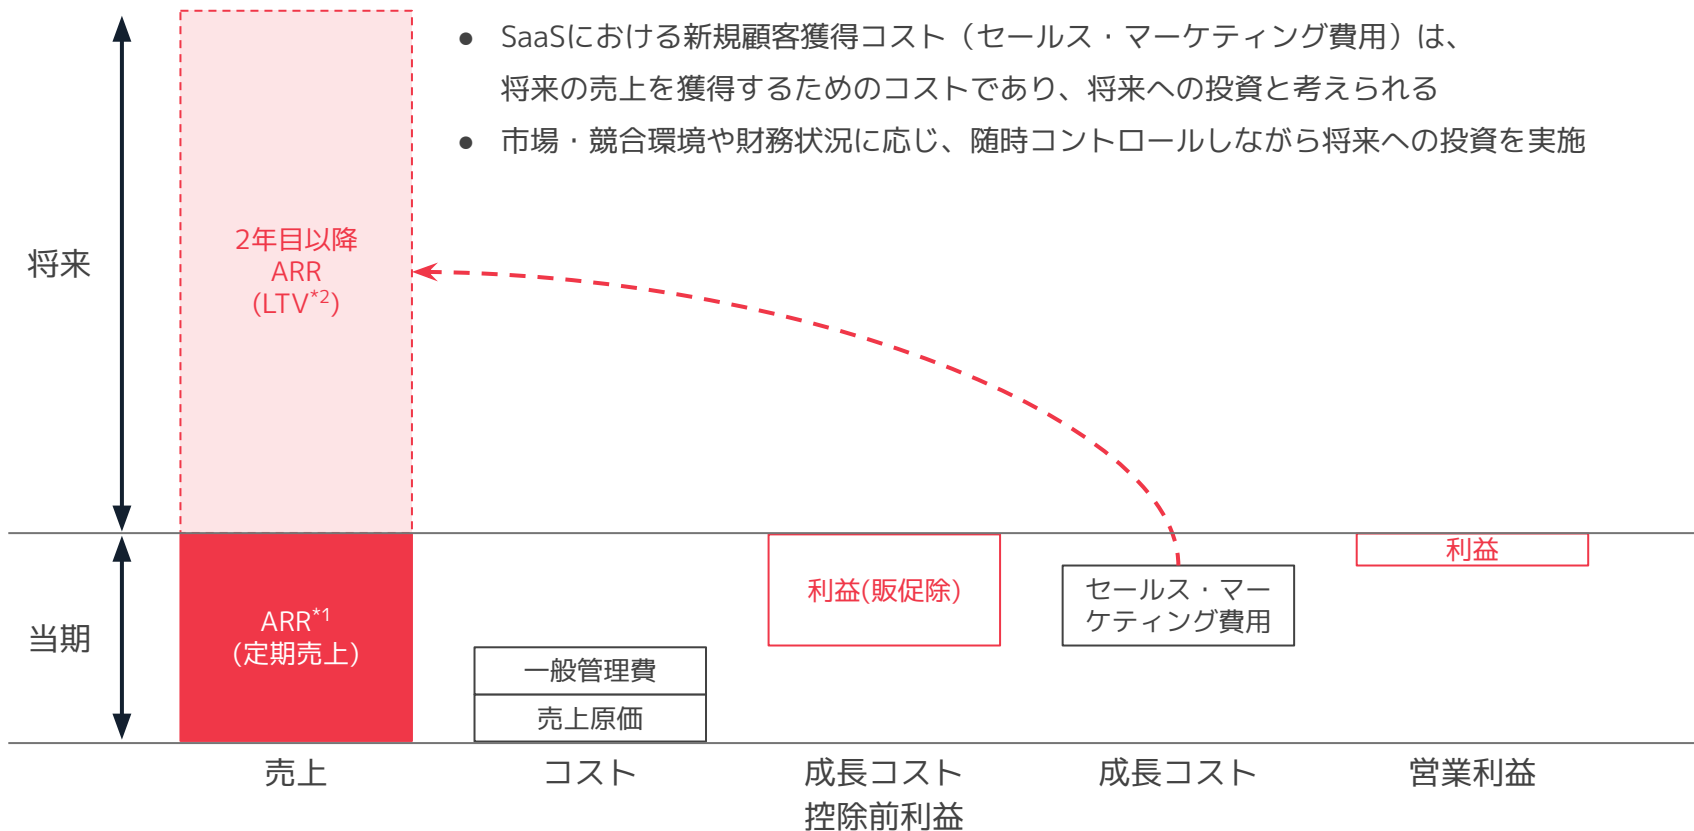 ● SaaSにおける新規顧客獲得コスト（セールス・マーケティング費用）は、
将来の売上を獲得するためのコストであり、将来への投資と考えられる
● 市場・競合環境や財務状況に応じ、随時コントロールしながら将来への投資を実施
将来
2年目以降
ARR
(LTV*2)
当期
ARR*1
(定期売上)
一般管理費
売上原価
利益(販促除)
セールス・マー
ケティング費用
利益
売上
コスト
成長コスト
控除前利益
成長コスト
営業利益